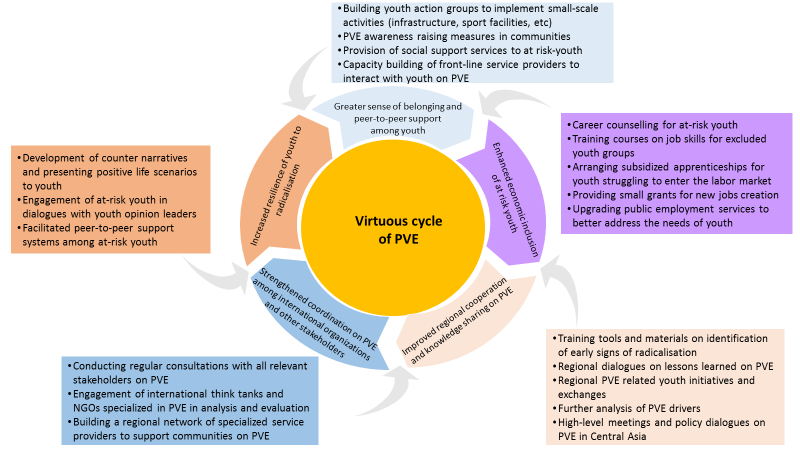 •Building youth action groups to implement small-scale
activities (infrastructure, sport facilities, etc)
•PVE awareness raising measures in communities
•Provision of social support services to at risk-youth
•Capacity building of front-line service providers to
interact with youth on PVE
Greater sense of belonging and
peer-to-peer support
among youth
•Career counselling for at-risk youth
•Training courses on job skills for excluded
youth groups
•Arranging subsidized apprenticeships for
youth struggling to enter the labor market
•Providing small grants for new jobs creation
•Upgrading public employment services to
better address the needs of youth
Enhanced economic inclusion
of at risk youth
•Development of counter narratives
and presenting positive life scenarios
to youth
•Engagement of at-risk youth in
dialogues with youth opinion leaders
•Facilitated peer-to-peer support
systems among at-risk youth
Increased resilience of youth to
radicalisation
Virtuous cycle
of PVE
Strengthened coordination on PVE
among international organizations
and other stakeholders
Improved regional cooperation
and knowledge sharing on PVE
•Training tools and materials on identification
of early signs of radicalisation
•Regional dialogues on lessons learned on PVE
•Regional PVE related youth initiatives and
exchanges
•Further analysis of PVE drivers
•High-level meetings and policy dialogues on
PVE in Central Asia
•Conducting regular consultations with all relevant
stakeholders on PVE
•Engagement of international think tanks and
NGOs specialized in PVE in analysis and evaluation
•Building a regional network of specialized service
providers to support communities on PVE